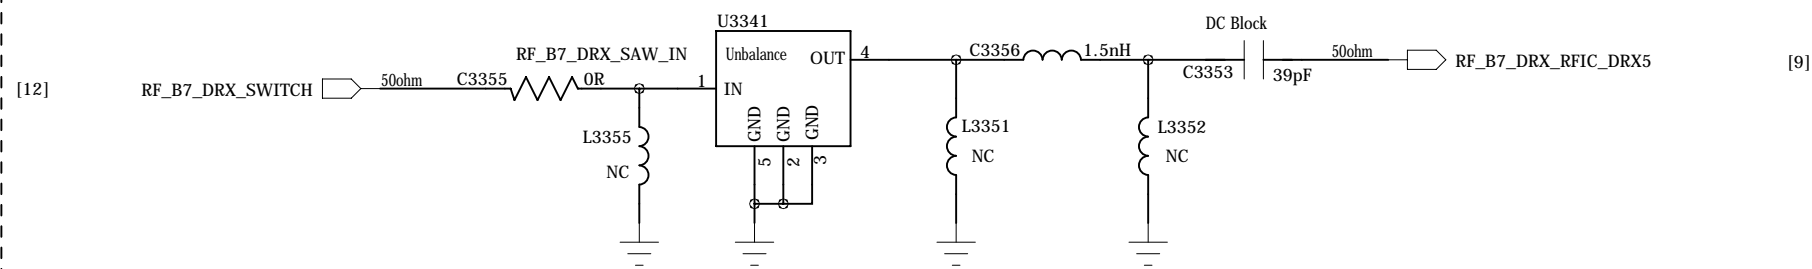 U3341
DC Block
RF_B7_DRX_SAW_IN
Unbalance
OUT
4
C3356
1.5nH
50ohm
RF_B7_DRX_RFIC_DRX5
[9]
C3353
39pF
[12]
RF_B7_DRX_SWITCH
50ohm
C3355
0R
1
IN
GND
GND
GND
5
2
3
L3355
NC
L3351
NC
L3352
NC